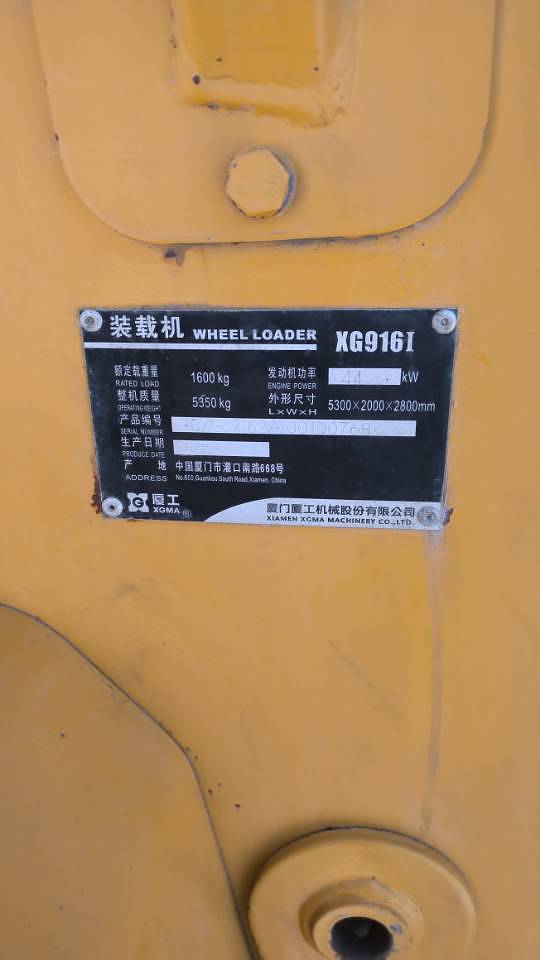 装载机 WHEEL LOADER XG916I
额定载重量 1600kg 发动机功率 44 kW
RATED LOAD ENGINE POWER
整机质量 5350kg 外形尺寸 5300×2000×2800mm
OPERATING WEIGHT L×W×H
产品编号
SERIAL NUMBER
生产日期
PRODUCE DATE
产 地 中国厦门市灌口南路668号
ADDRESS No.668,Guankou South Road,Xiamen, China
厦工 厦门厦工机械股份有限公司
XGMA ® XIAMEN XGMA MACHINERY CO.,LTD.